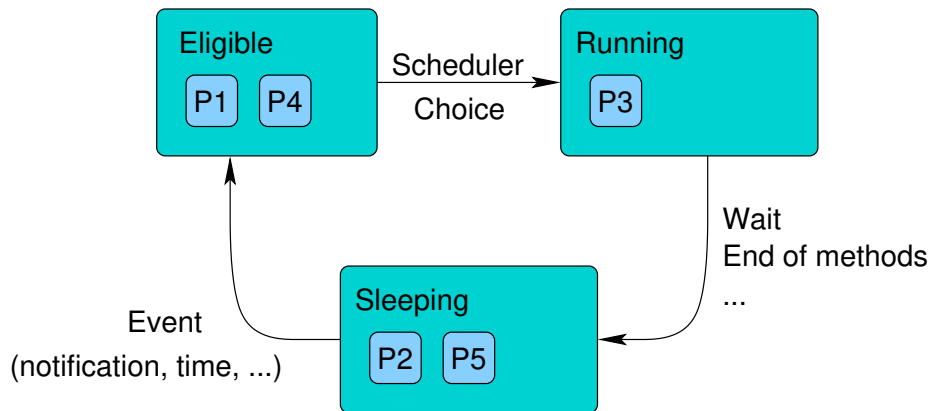 Eligible
P1 P4
Scheduler
Choice
Running
P3
Wait
End of methods
...
Sleeping
P2 P5
Event
(notification, time, ...)